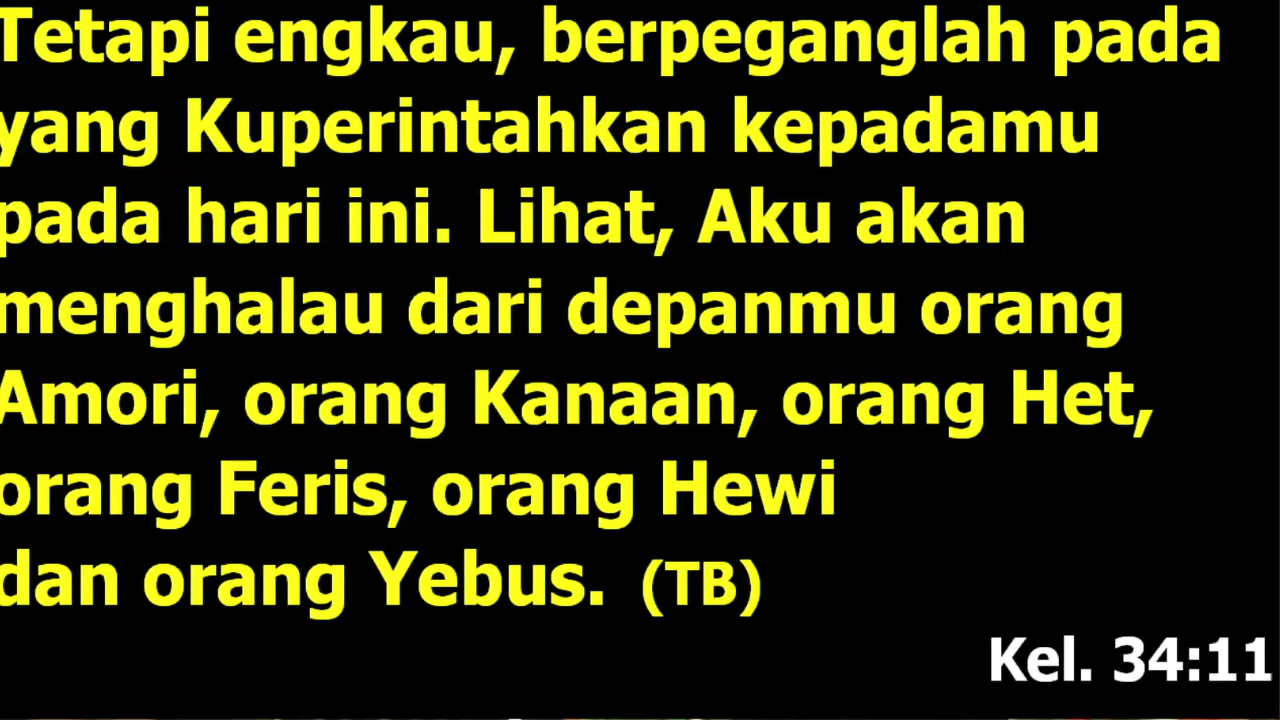 Tetapi engkau, berpeganglah pada
yang Kuperintahkan kepadamu
pada hari ini. Lihat, Aku akan
menghalau dari depanmu orang
Amori, orang Kanaan, orang Het,
orang Feris, orang Hewi
dan orang Yebus. (TB)
Kel. 34:11